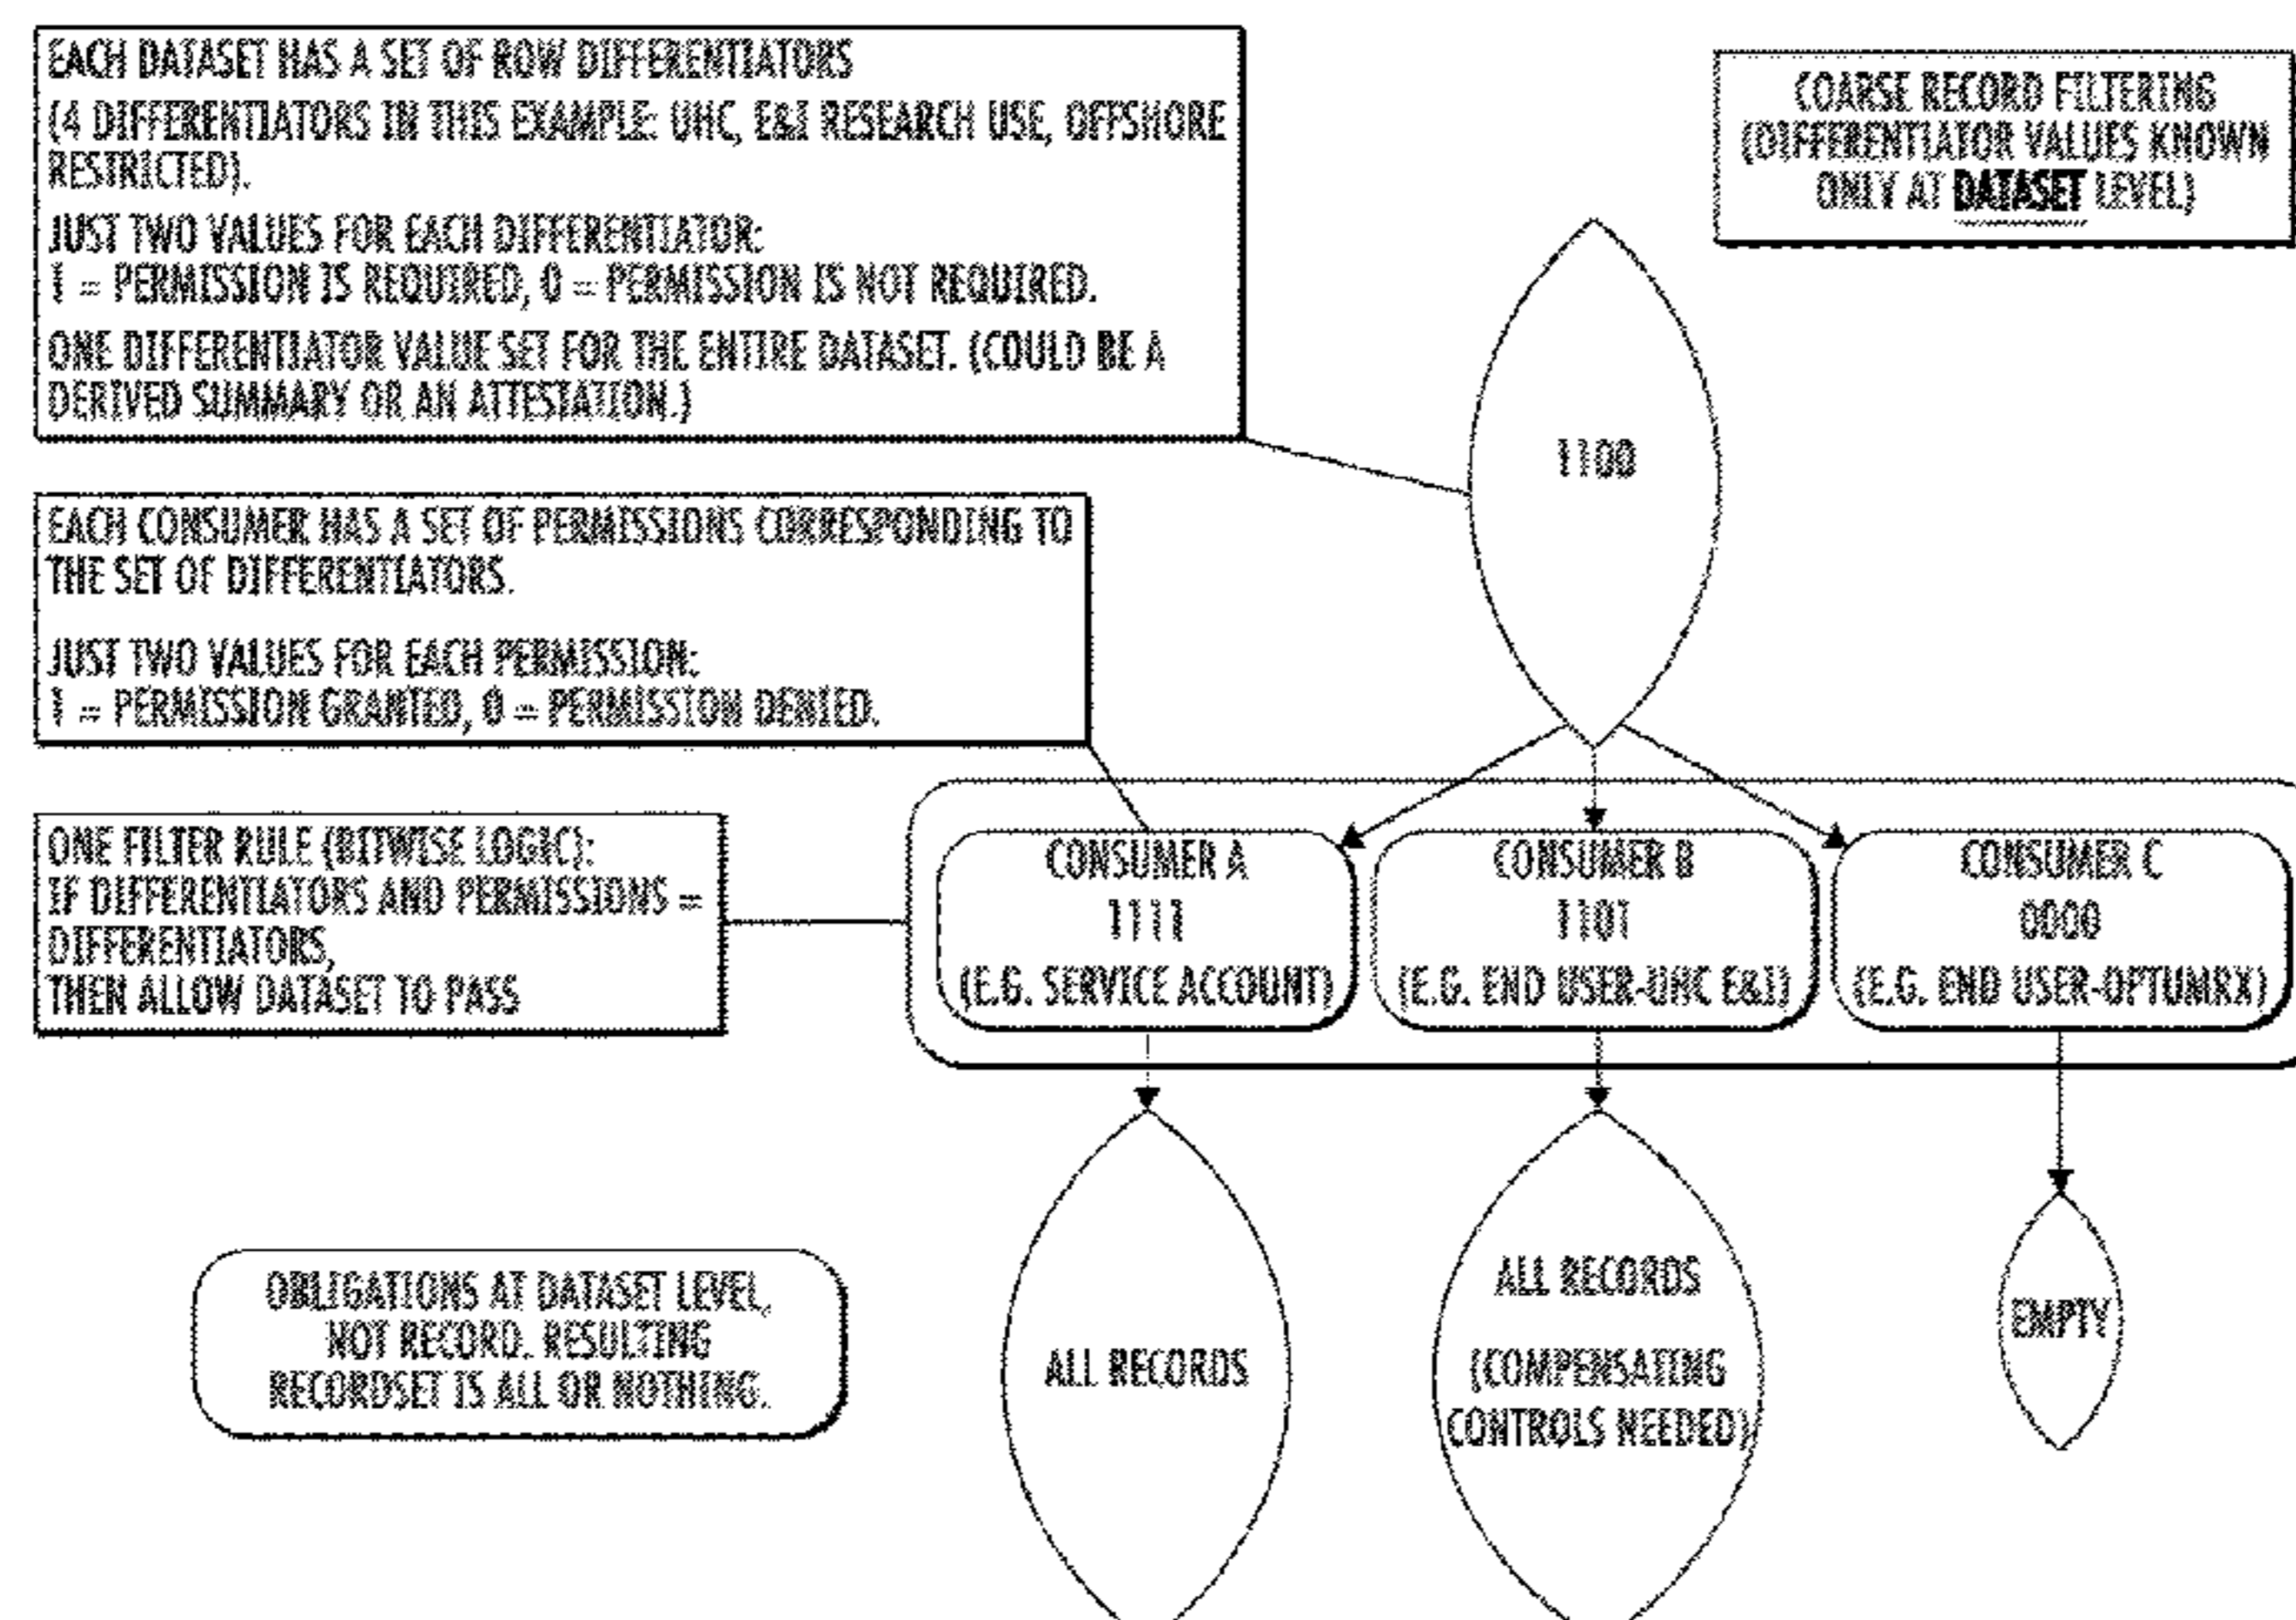 EACH DATASET HAS A SET OF ROW DIFFERENTIATORS
(4 DIFFERENTIATORS IN THIS EXAMPLE: UHC, E&I RESEARCH USE, OFFSHORE
RESTRICTED).
JUST TWO VALUES FOR EACH DIFFERENTIATOR:
1 = PERMISSION IS REQUIRED, 0 = PERMISSION IS NOT REQUIRED.
ONE DIFFERENTIATOR VALUE SET FOR THE ENTIRE DATASET. (COULD BE A
DERIVED SUMMARY OR AN ATTESTATION.)
COARSE RECORD FILTERING
(DIFFERENTIATOR VALUES KNOWN
ONLY AT DATASET LEVEL)
1100
EACH CONSUMER HAS A SET OF PERMISSIONS CORRESPONDING TO
THE SET OF DIFFERENTIATORS.
JUST TWO VALUES FOR EACH PERMISSION:
1 = PERMISSION GRANTED, 0 = PERMISSION DENIED.
ONE FILTER RULE (BITWISE LOGIC):
IF DIFFERENTIATORS AND PERMISSIONS =
DIFFERENTIATORS,
THEN ALLOW DATASET TO PASS
CONSUMER A
1111
(E.G. SERVICE ACCOUNT)
CONSUMER B
1101
(E.G. END USER-UHC E&I)
CONSUMER C
0000
(E.G. END USER-OPTUMRX)
OBLIGATIONS AT DATASET LEVEL,
NOT RECORD. RESULTING
RECORDSET IS ALL OR NOTHING.
ALL RECORDS
ALL RECORDS
(COMPENSATING
CONTROLS NEEDED)
EMPTY